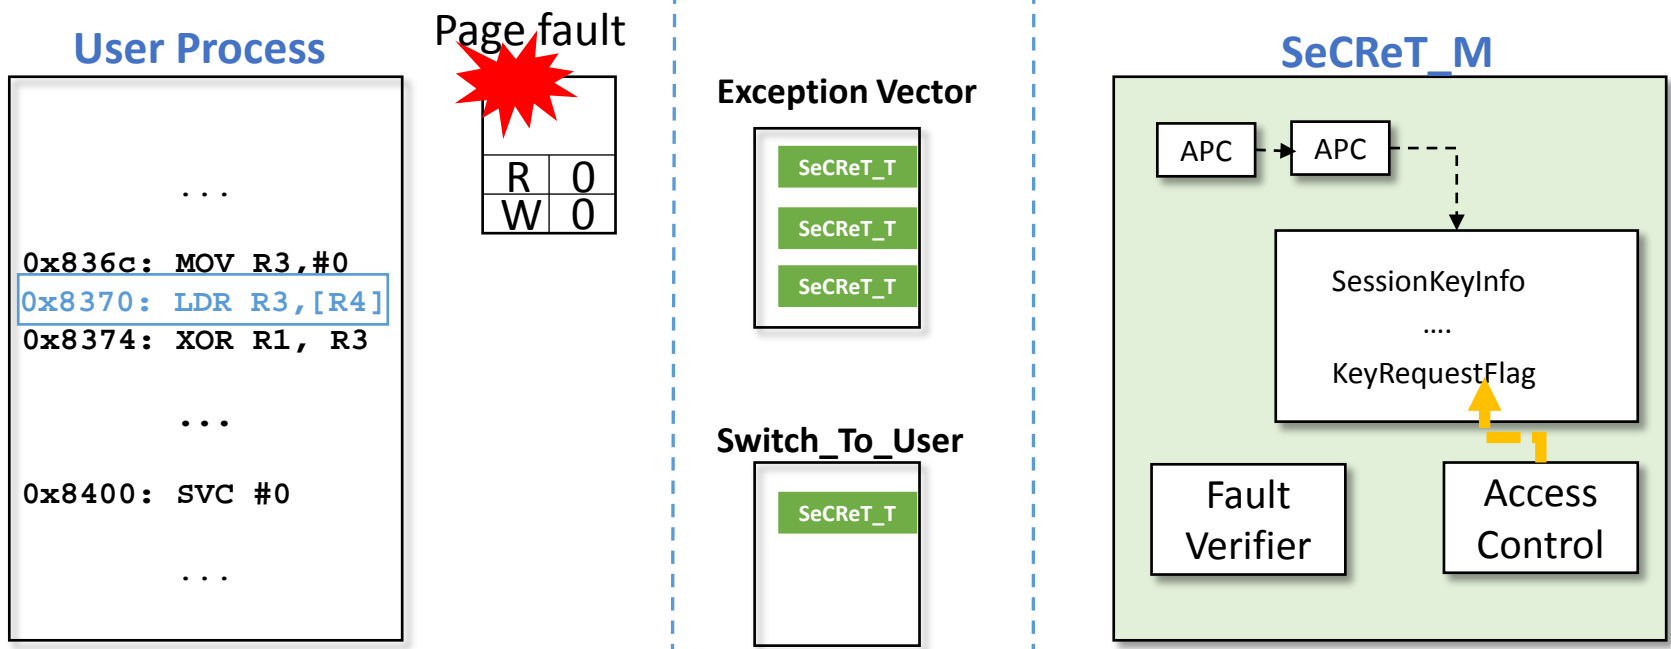 User Process
...
0x836c: MOV R3,#0
0x8370: LDR R3,[R4]
0x8374: XOR R1, R3
...
0x8400: SVC #0
...
Page fault
R 0
W 0
Exception Vector
SeCReT_T
SeCReT_T
SeCReT_T
Switch_To_User
SeCReT_T
SeCReT_M
APC
APC
SessionKeyInfo
....
KeyRequestFlag
Fault
Verifier
Access
Control